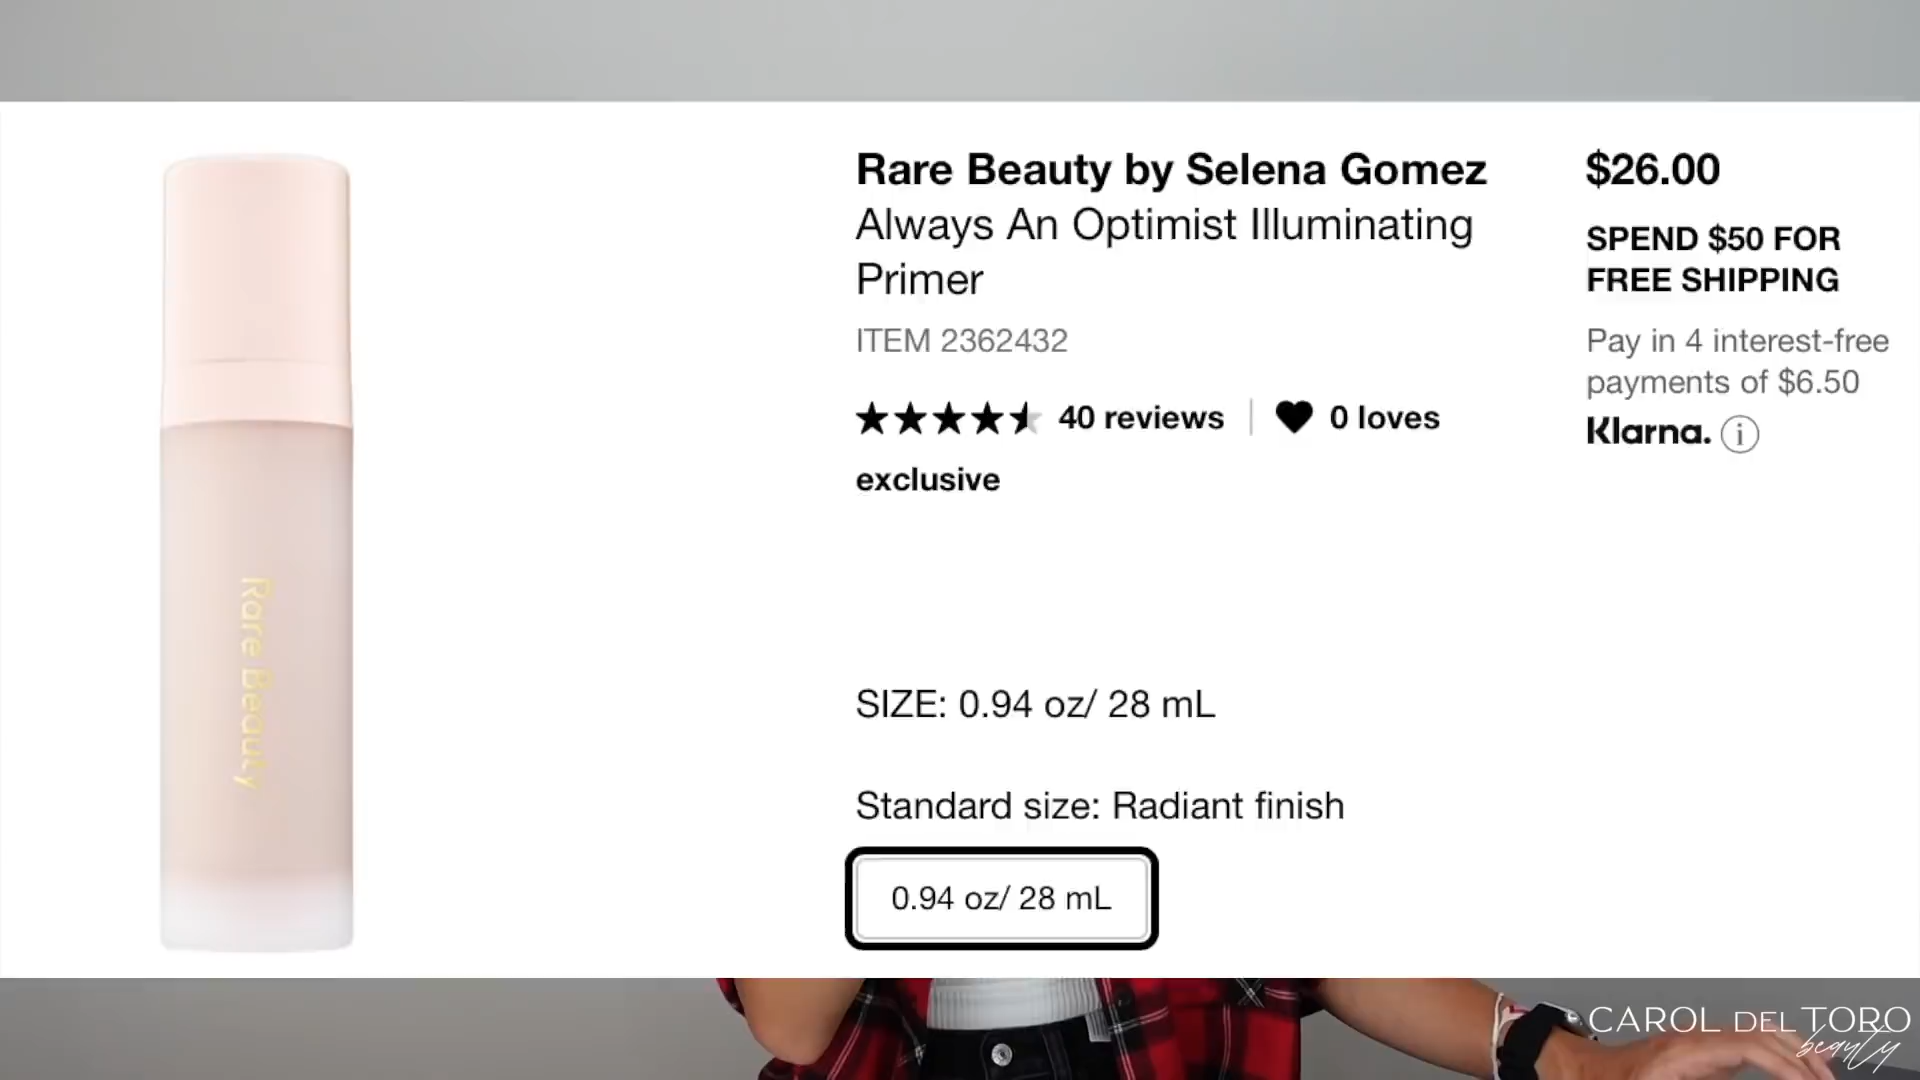 Rare Beauty
Rare Beauty by Selena Gomez
Always An Optimist Illuminating
Primer
ITEM 2362432
40 reviews
0 loves
exclusive
$26.00
SPEND $50 FOR
FREE SHIPPING
Pay in 4 interest-free
payments of $6.50
Klarna.
SIZE: 0.94 oz/ 28 mL
Standard size: Radiant finish
0.94 oz/ 28 mL
CAROL DEL TORO
beauty